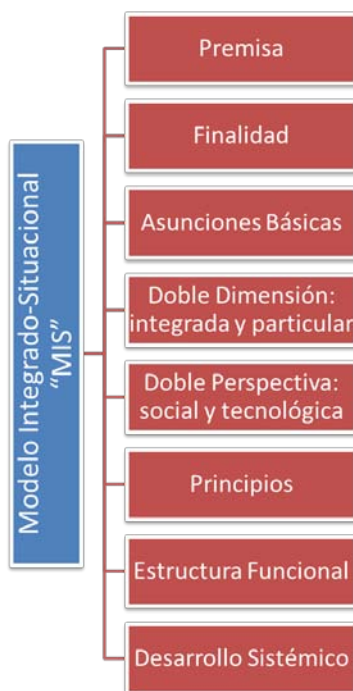 Modelo Integrado-Situacional
"MIS"
Premisa
Finalidad
Asunciones Básicas
Doble Dimensión:
integrada y particular
Doble Perspectiva:
social y tecnológica
Principios
Estructura Funcional
Desarrollo Sistémico